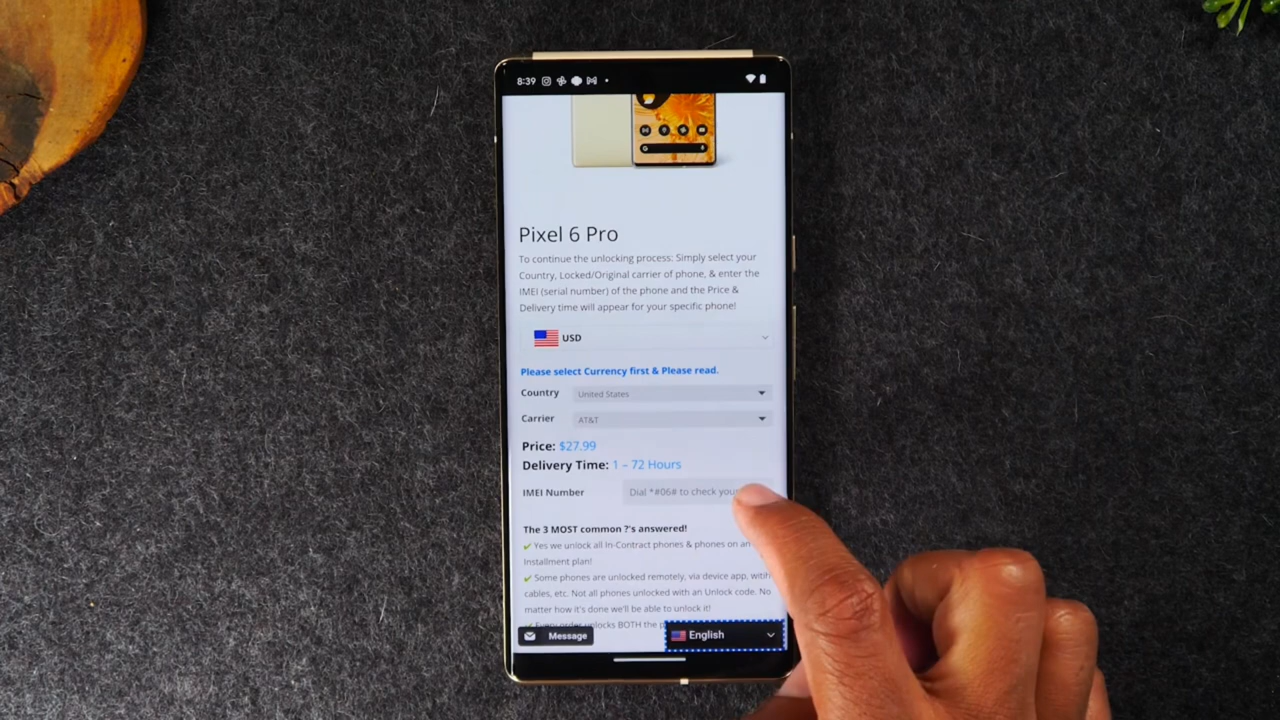 8:39
Pixel 6 Pro
To continue the unlocking process: Simply select your
Country, Locked/Original carrier of phone, & enter the
IMEI (serial number) of the phone and the Price &
Delivery time will appear for your specific phone!
USD
Please select Currency first & Please read.
Country United States
Carrier AT&T
Price: $27.99
Delivery Time: 1 – 72 Hours
IMEI Number Dial *#06# to check your
The 3 MOST common ?'s answered!
✔ Yes we unlock all In-Contract phones & phones on an
Installment plan!
✔ Some phones are unlocked remotely, via device app, with
cables, etc. Not all phones unlocked with an Unlock code. No
matter how it's done we'll be able to unlock it!
✔ Every order unlocks BOTH the
Message
English